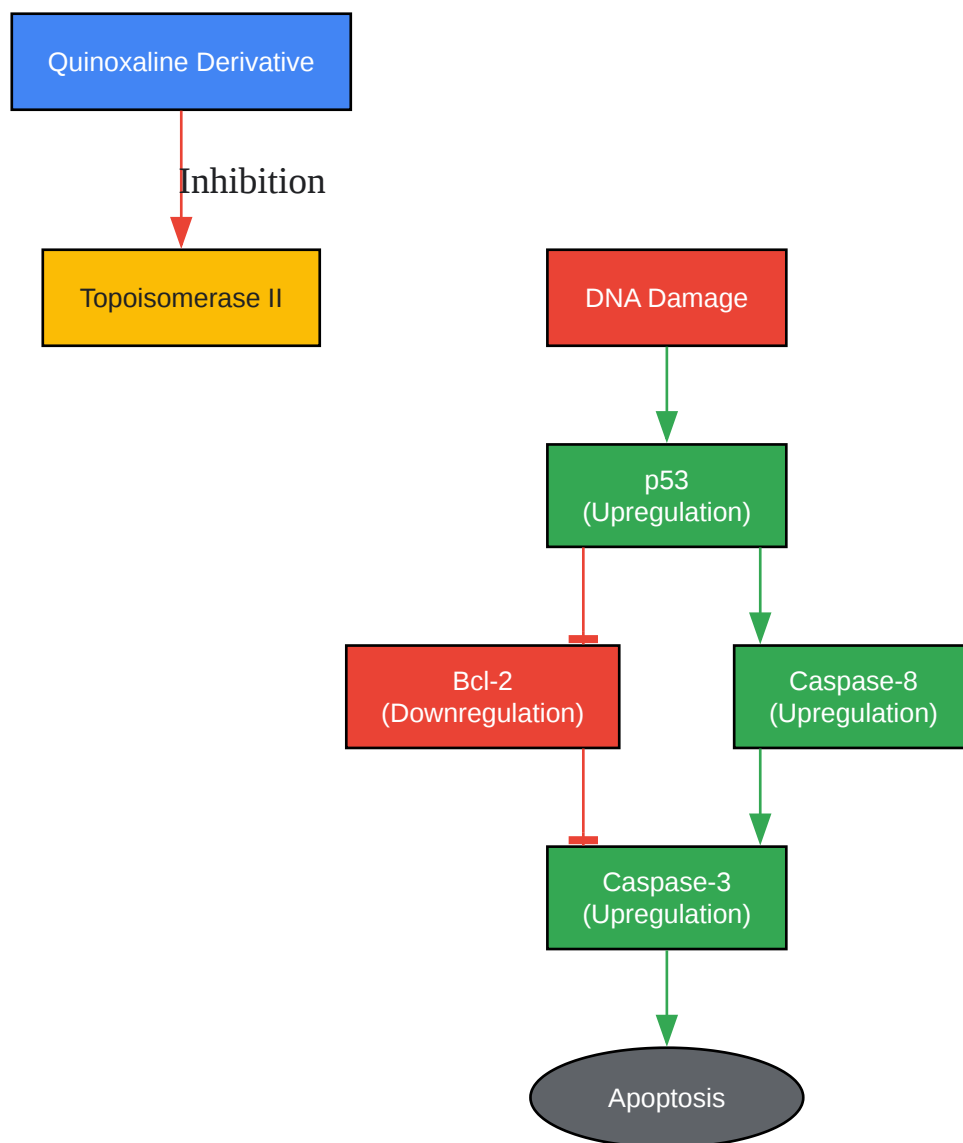 Quinoxaline Derivative
Inhibition
Topoisomerase II
DNA Damage
p53
(Upregulation)
Bcl-2
(Downregulation)
Caspase-8
(Upregulation)
Caspase-3
(Upregulation)
Apoptosis